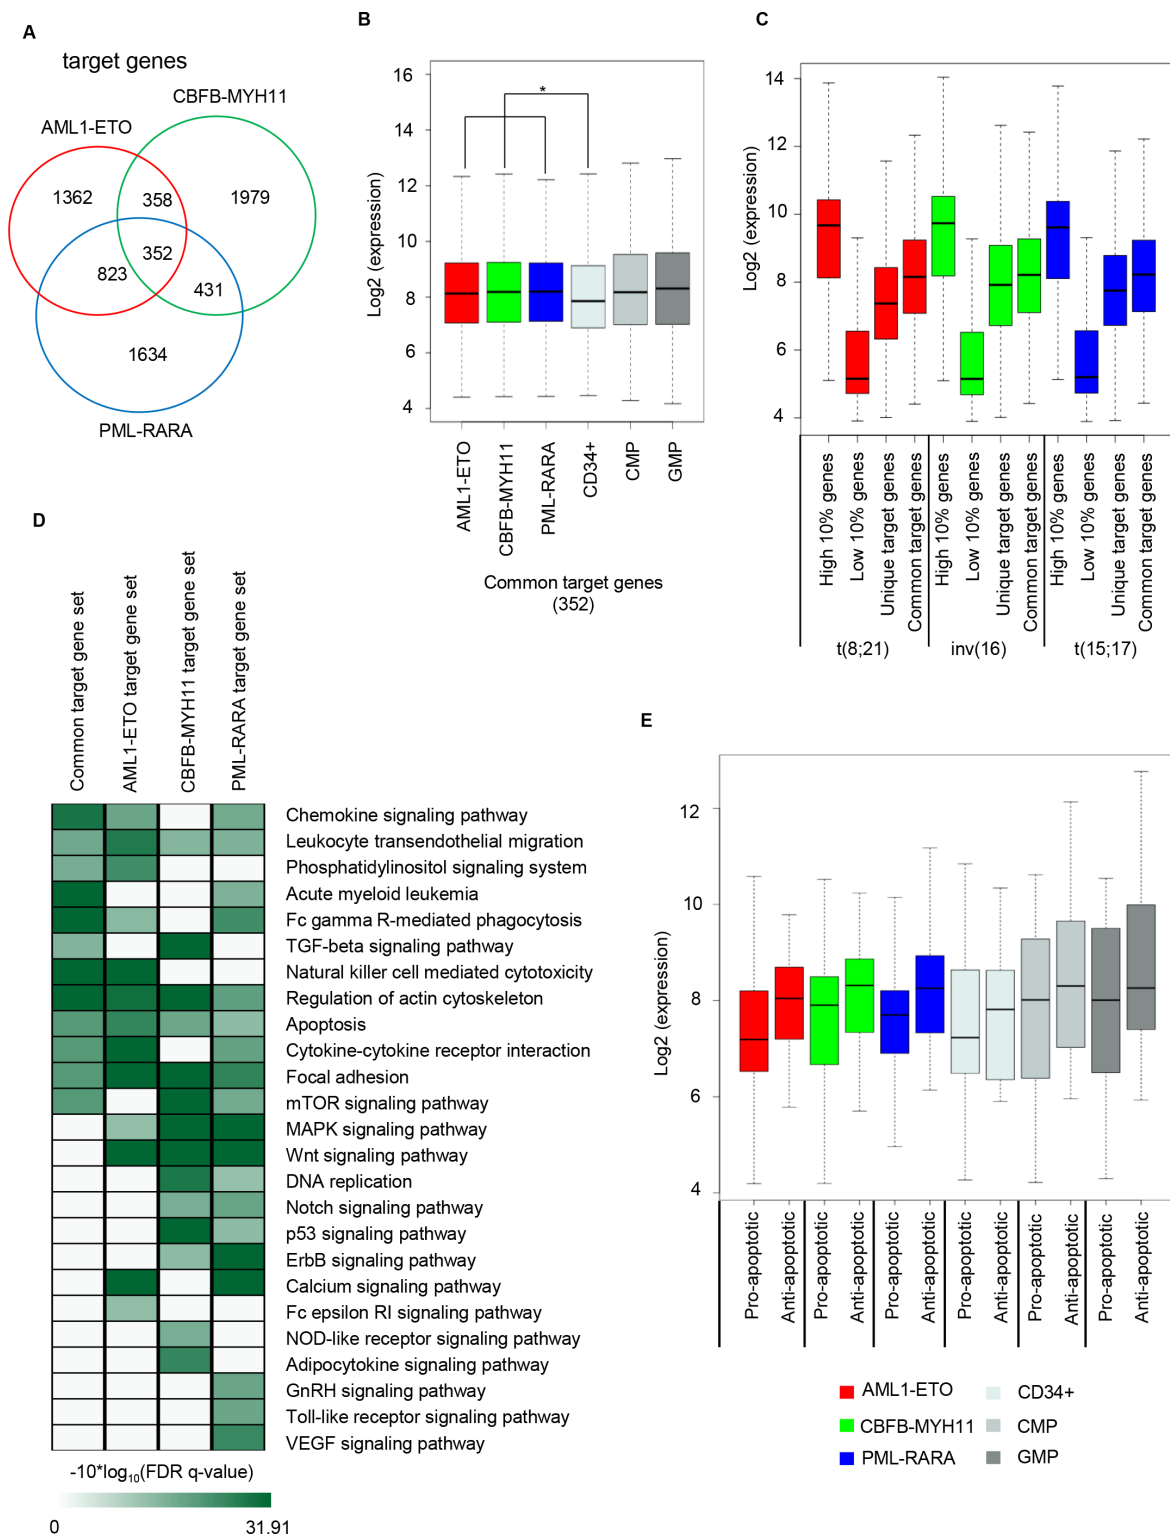 A
target genes
CBFB-MYH11
AML1-ETO
1362
358
1979
352
823
431
1634
PML-RARA
B
Log2 (expression)
16
14
12
10
8
6
4
*
AML1-ETO
CBFB-MYH11
PML-RARA
CD34+
CMP
GMP
Common target genes
(352)
C
Log2 (expression)
14
12
10
8
6
4
High 10% genes
Low 10% genes
Unique target genes
Common target genes
High 10% genes
Low 10% genes
Unique target genes
Common target genes
High 10% genes
Low 10% genes
Unique target genes
Common target genes
t(8;21)
inv(16)
t(15;17)
D
Common target gene set
AML1-ETO target gene set
CBFB-MYH11 target gene set
PML-RARA target gene set
Chemokine signaling pathway
Leukocyte transendothelial migration
Phosphatidylinositol signaling system
Acute myeloid leukemia
Fc gamma R-mediated phagocytosis
TGF-beta signaling pathway
Natural killer cell mediated cytotoxicity
Regulation of actin cytoskeleton
Apoptosis
Cytokine-cytokine receptor interaction
Focal adhesion
mTOR signaling pathway
MAPK signaling pathway
Wnt signaling pathway
DNA replication
Notch signaling pathway
p53 signaling pathway
ErbB signaling pathway
Calcium signaling pathway
Fc epsilon RI signaling pathway
NOD-like receptor signaling pathway
Adipocytokine signaling pathway
GnRH signaling pathway
Toll-like receptor signaling pathway
VEGF signaling pathway
-10*log10(FDR q-value)
0
31.91
E
Log2 (expression)
12
10
8
6
4
Pro-apoptotic
Anti-apoptotic
Pro-apoptotic
Anti-apoptotic
Pro-apoptotic
Anti-apoptotic
Pro-apoptotic
Anti-apoptotic
Pro-apoptotic
Anti-apoptotic
Pro-apoptotic
Anti-apoptotic
AML1-ETO
CD34+
CBFB-MYH11
CMP
PML-RARA
GMP